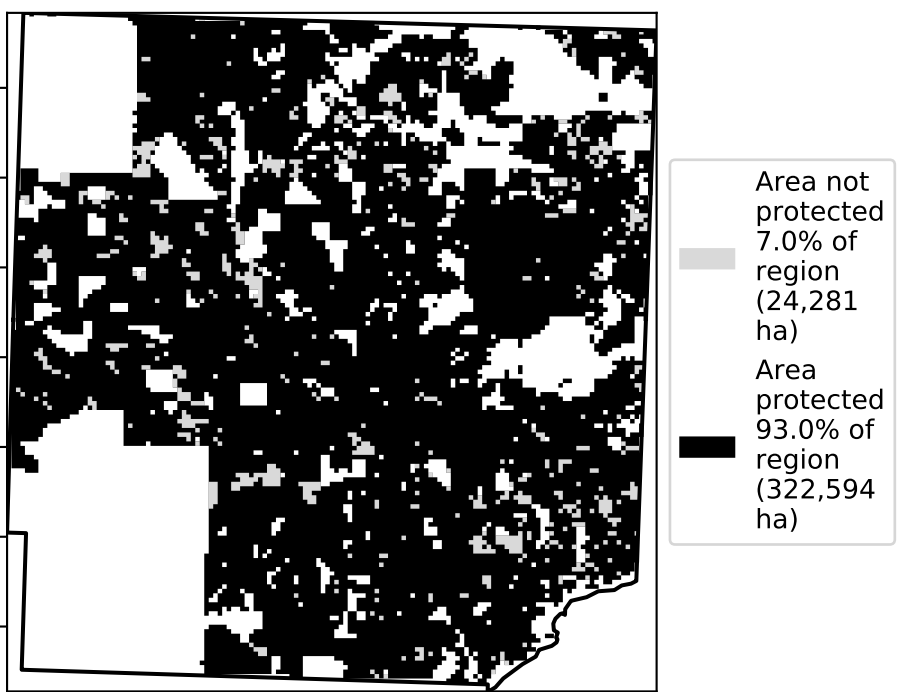 Area not
protected
7.0% of
region
(24,281
ha)
Area
protected
93.0% of
region
(322,594
ha)